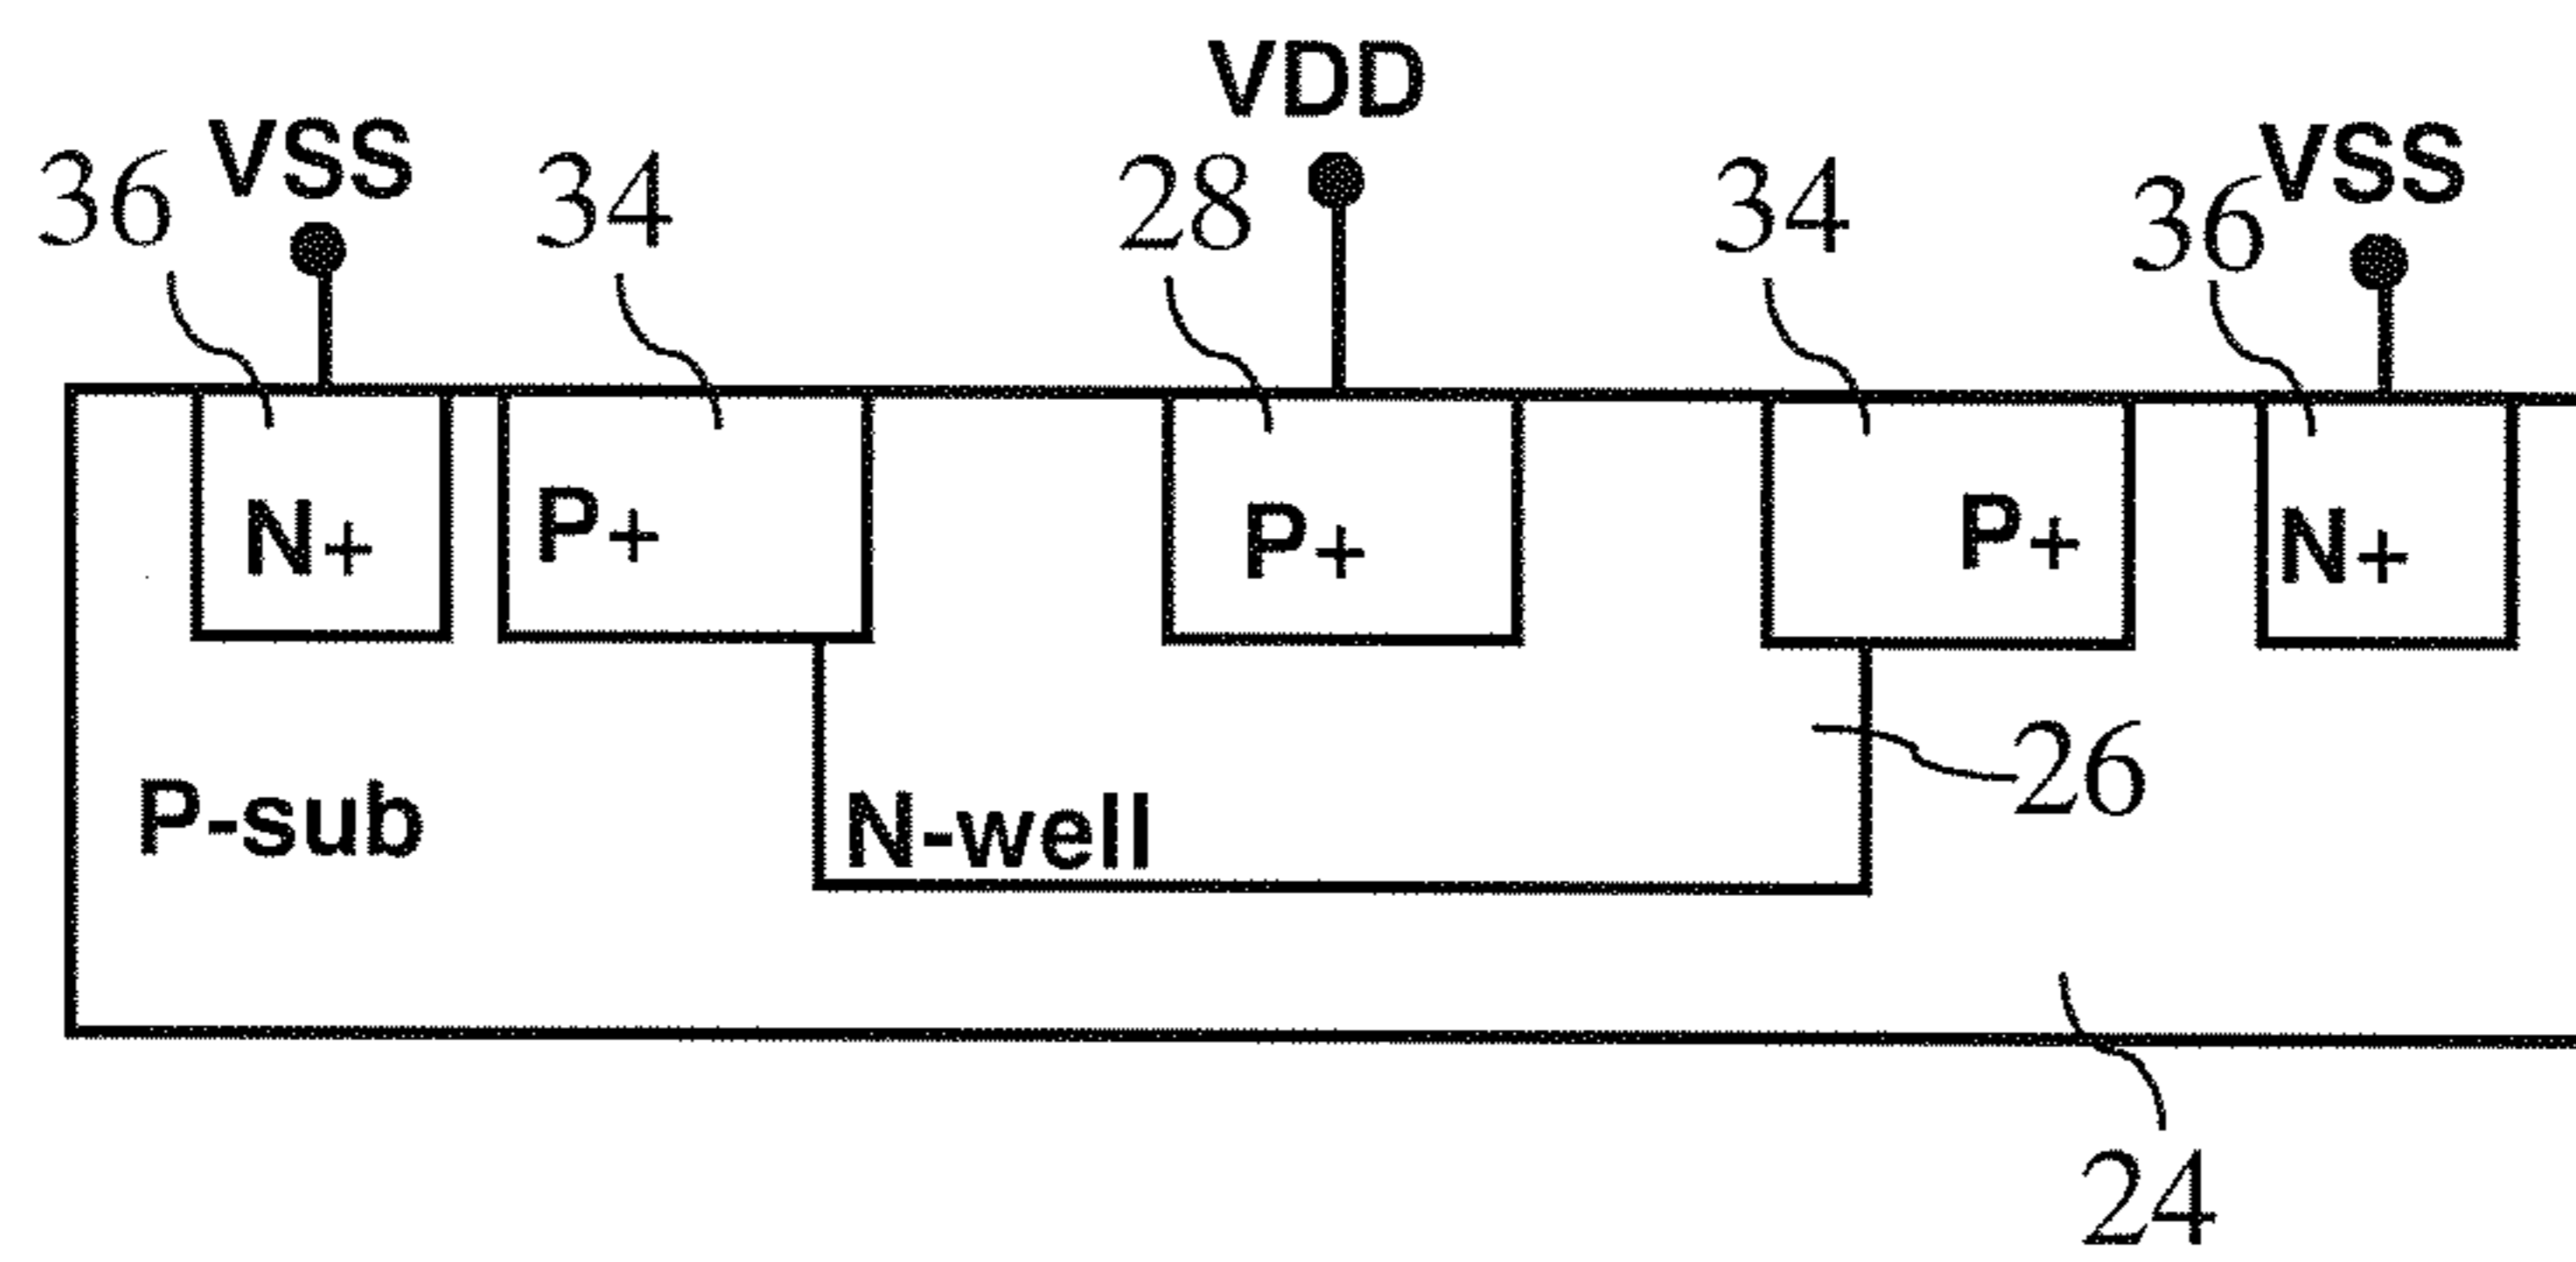 VDD
36 VSS 34 28 34 36 VSS
N+ P+ P+ P+ N+
26
P-sub N-well
24